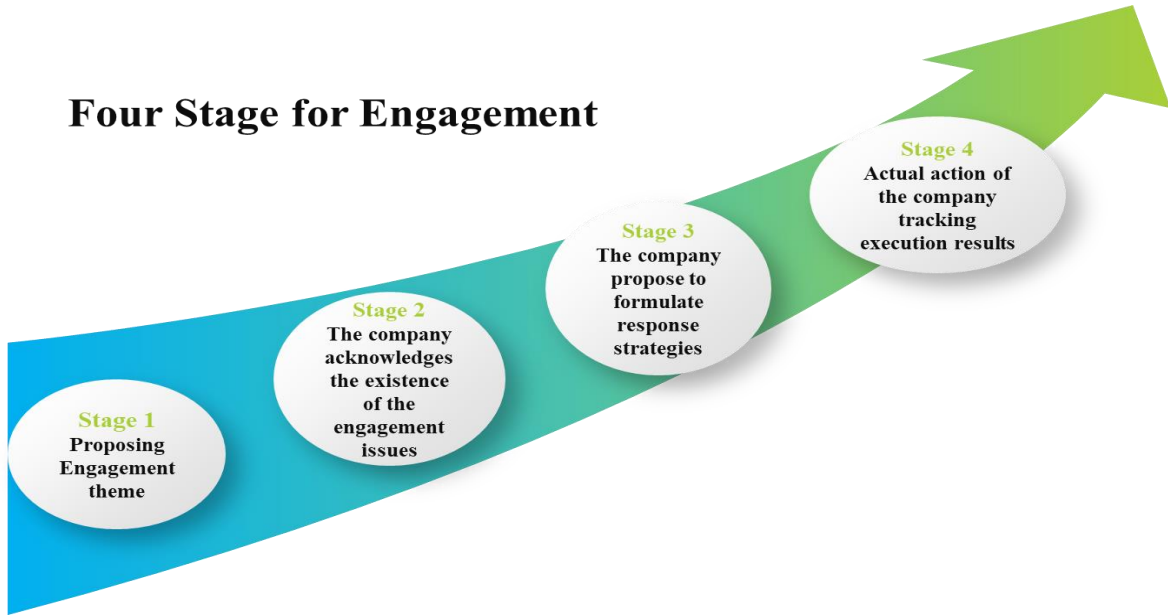 Four Stage for Engagement
Stage 1
Proposing
Engagement
theme
Stage 2
The company
acknowledges
the existence
of the
engagement
issues
Stage 3
The company
propose to
formulate
response
strategies
Stage 4
Actual action of
the company
tracking
execution results